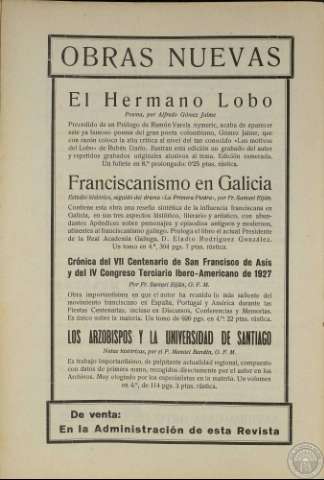 OBRAS NUEVAS
El Hermano Lobo
Poema, por Alfredo Gómez Jaime
Precedido de un Prólogo de Ramón Varela Aymeric, acaba de aparecer
este ya famoso poema del gran poeta colombiano, Gómez Jaime, que
con razón coloca la alta crítica al nivel del tan conocido «Los motivos
del Lobo» de Rubén Darío. Ilustran esta edición un grabado del autor
y repetidos grabados originales alusivos al tema. Edición esmerada.
Un folleto en 8.º prolongado: 0'25 ptas. rústica.
Franciscanismo en Galicia
Estudio histórico, seguido del drama «La Primera Piedra», por Fr. Samuel Eiján
Contiene esta obra una reseña sintética de la influencia franciscana en
Galicia, en sus tres aspectos histórico, literario y artístico, con abun-
dantes Apéndices sobre personajes y episodios antiguos y modernos,
atinentes al franciscanismo galaico. Prologa el libro el actual Presidente
de la Real Academia Gallega, D. Eladio Rodríguez González.
Un tomo en 4.º, 304 pgs. 7 ptas. rústica.
Crónica del VII Centenario de San Francisco de Asís
y del IV Congreso Terciario Ibero-Americano de 1927
Por Fr. Samuel Eiján, O. F. M.
Obra importantísima en que el autor ha reunido lo más saliente del
movimiento franciscano en España, Portugal y América durante las
Fiestas Centenarias, incluso en Discursos, Conferencias y Memorias.
Es único sobre la materia. Un tomo de 926 pgs. en 4.º: 22 ptas. rústica.
LOS ARZOBISPOS Y LA UNIVERSIDAD DE SANTIAGO
Notas históricas, por el P. Manuel Bandín, O. F. M.
Es trabajo importantísimo, de palpitante actualidad regional, compuesto
con datos de primera mano, recogidos directamente por el autor en los
Archivos. Muy elogiado por los especialistas en la materia. Un volumen
en 4.º, de 114 pgs. 3 ptas. rústica.
De venta:
En la Administración de esta Revista